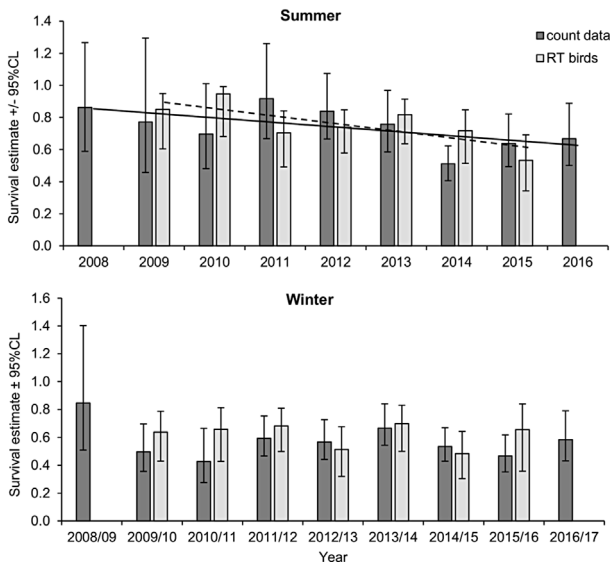 Summer
count data
RT birds
Survival estimate +/- 95%CL
1.4
1.2
1.0
0.8
0.6
0.4
0.2
0.0
2008 2009 2010 2011 2012 2013 2014 2015 2016
Winter
Survival estimate ± 95%CL
1.6
1.4
1.2
1.0
0.8
0.6
0.4
0.2
0.0
2008/09 2009/10 2010/11 2011/12 2012/13 2013/14 2014/15 2015/16 2016/17
Year